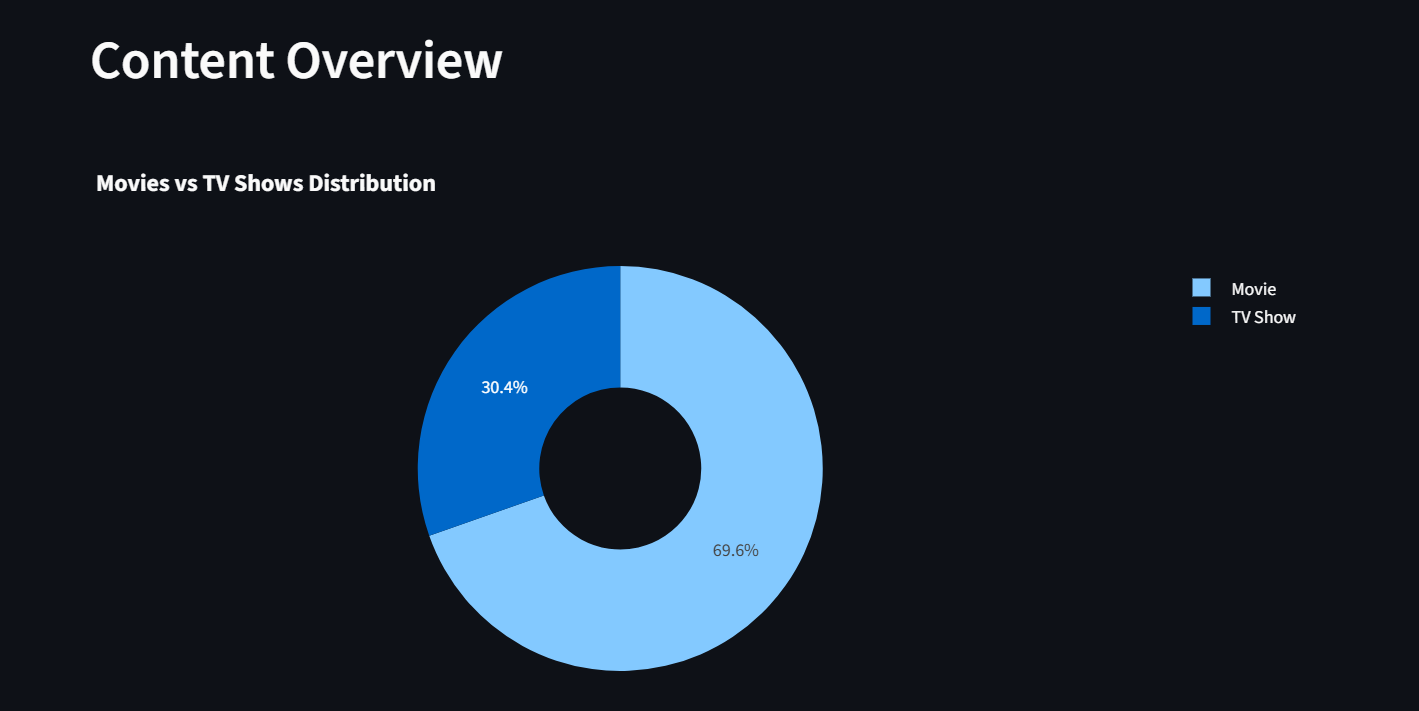 Content Overview
Movies vs TV Shows Distribution
Movie
TV Show
30.4%
69.6%